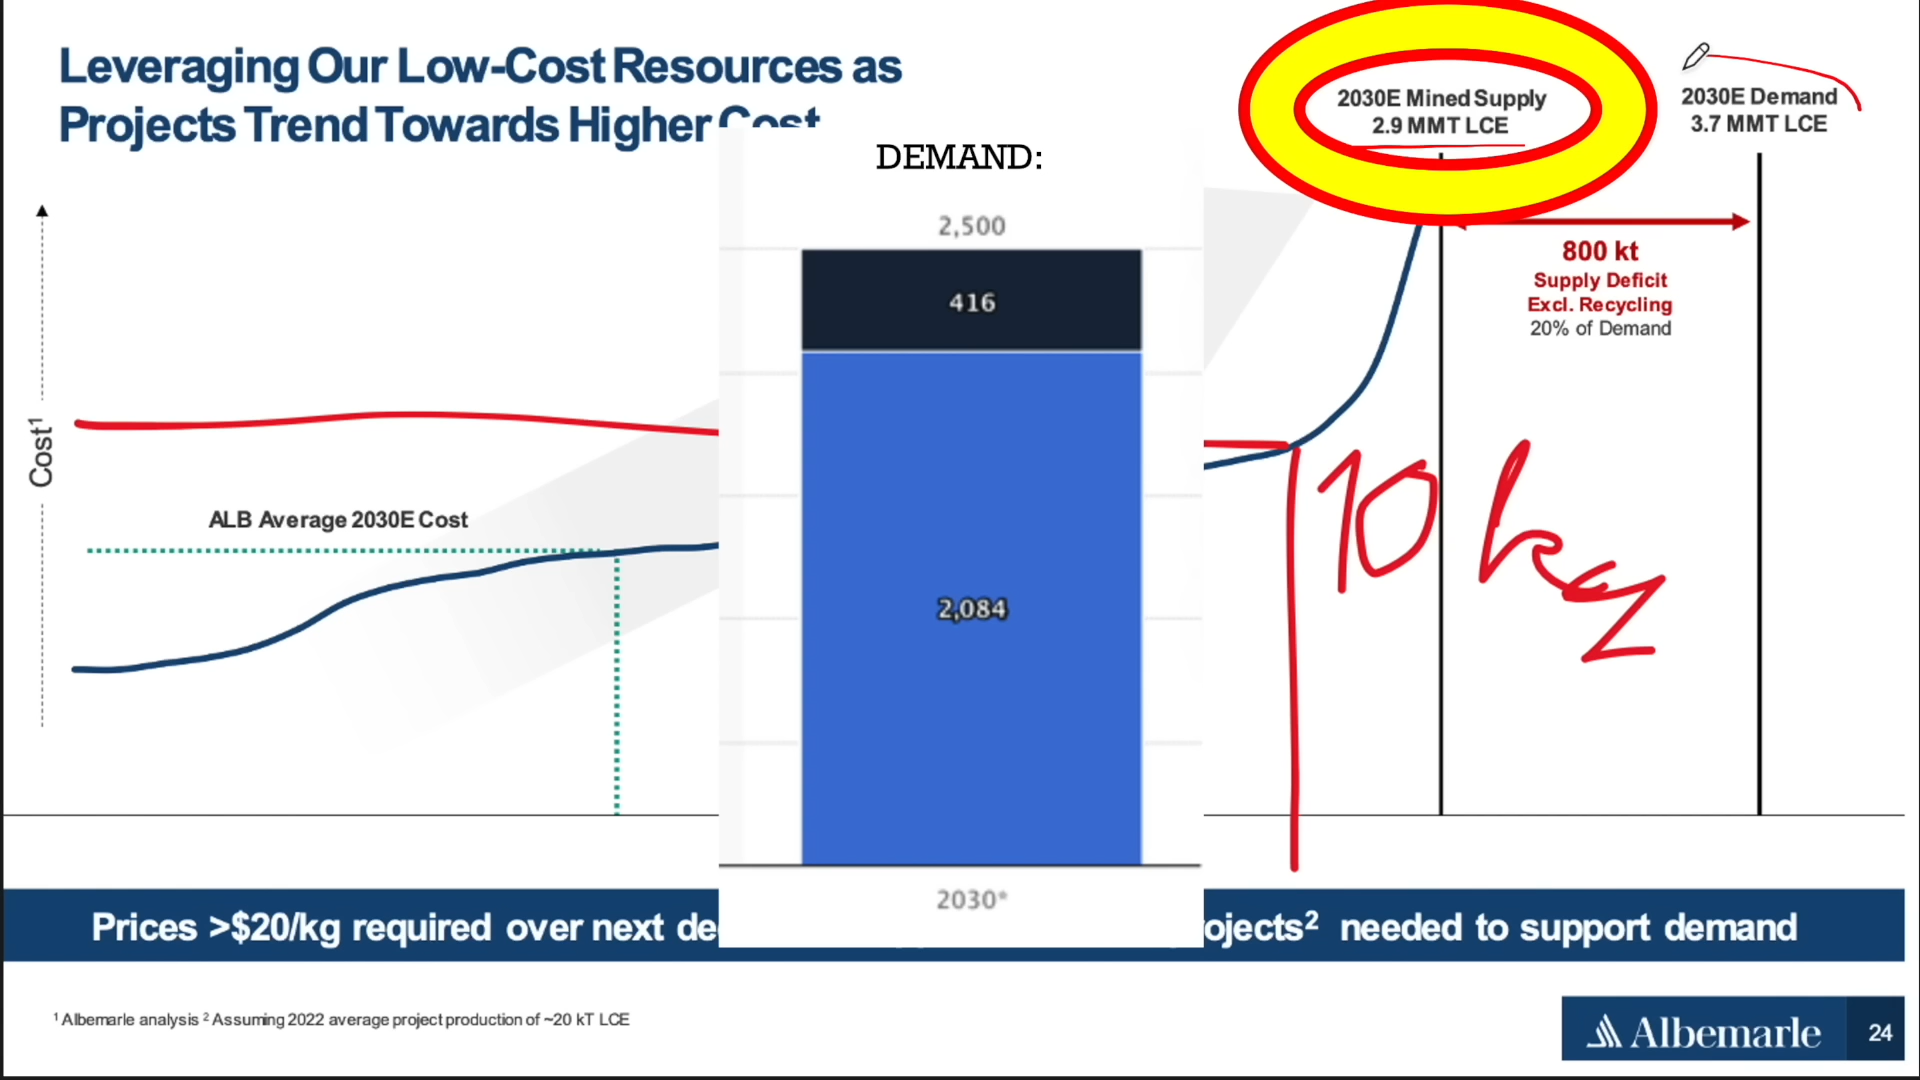 Leveraging Our Low-Cost Resources as
Projects Trend Towards Higher Cost
2030E Mined Supply
2.9 MMT LCE
2030E Demand
3.7 MMT LCE
DEMAND:
2,500
416
2,084
2030*
800 kt
Supply Deficit
Excl. Recycling
20% of Demand
Cost¹
ALB Average 2030E Cost
10
Prices >$20/kg required over next de
ojects² needed to support demand
¹ Albemarle analysis ² Assuming 2022 average project production of ~20 kT LCE
Albemarle
24